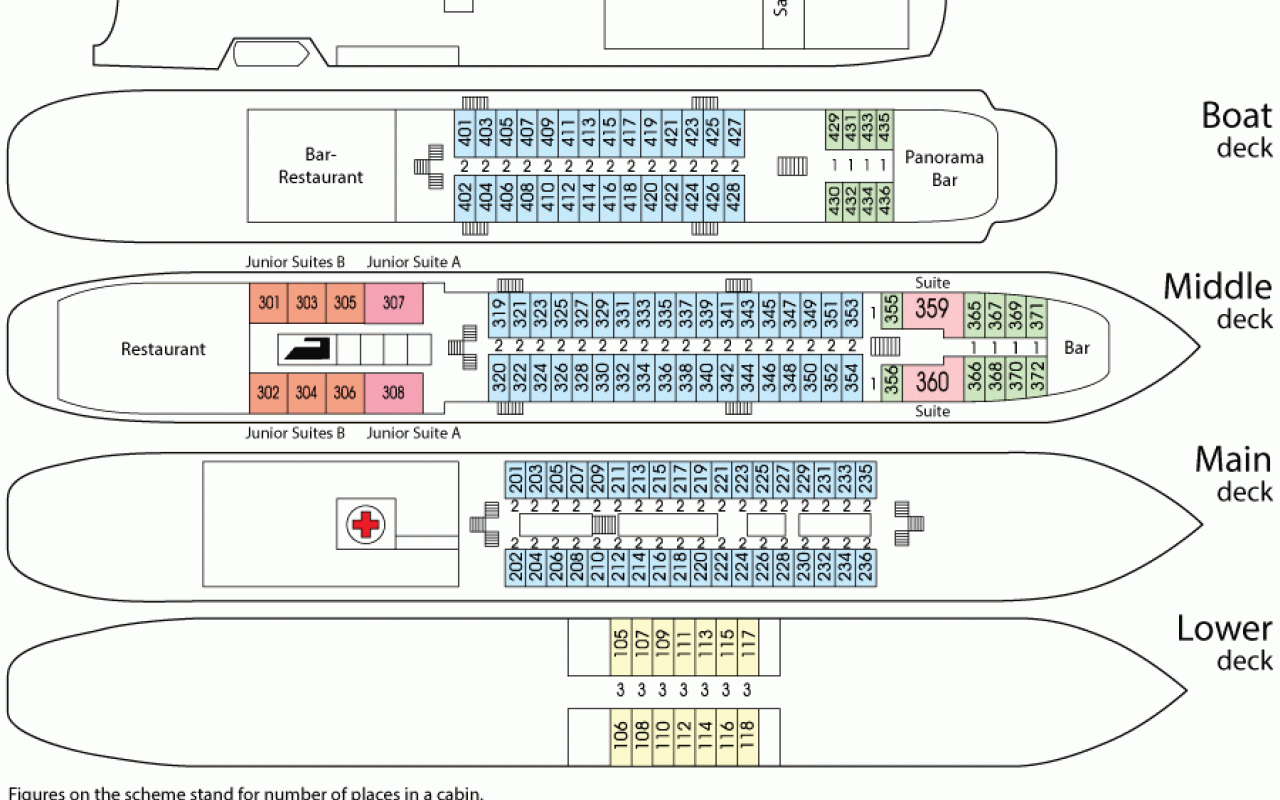 Sa
Boat
deck
401 403 405 407 409 411 413 415 417 419 421 423 425 427
429 431 433 435
Bar-
Restaurant
2 2 2 2 2 2 2 2 2 2 2 2 2 2
1 1 1 1
Panorama
Bar
402 404 406 408 410 412 414 416 418 420 422 424 426 428
430 432 434 436
Junior Suites B Junior Suite A
Middle
deck
Suite
301 303 305 307
319 321 323 325 327 329 331 333 335 337 339 341 343 345 347 349 351 353
1 355 359 365 367 369 371
Restaurant
2 2 2 2 2 2 2 2 2 2 2 2 2 2 2 2 2 2
1 1 1 1
Bar
302 304 306 308
320 322 324 326 328 330 332 334 336 338 340 342 344 346 348 350 352 354
1 356 360 366 368 370 372
Suite
Junior Suites B Junior Suite A
Main
deck
201 203 205 207 209 211 213 215 217 219 221 223 225 227 229 231 233 235
2 2 2 2 2 2 2 2 2 2 2 2 2 2 2 2 2 2
2 2 2 2 2 2 2 2 2 2 2 2 2 2 2 2 2 2
202 204 206 208 210 212 214 216 218 220 222 224 226 228 230 232 234 236
Lower
deck
105 107 109 111 113 115 117
3 3 3 3 3 3 3
106 108 110 112 114 116 118
Figures on the scheme stand for number of places in a cabin.